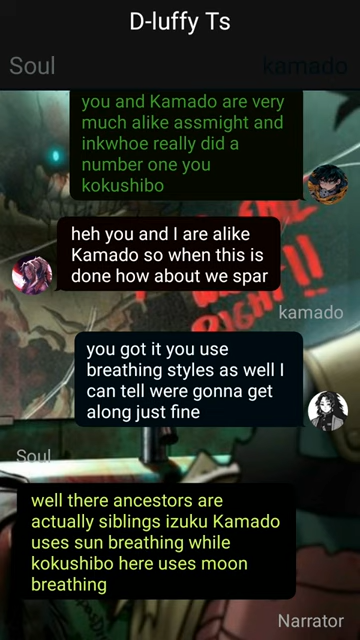 D-luffy Ts
Soul
kamado
you and Kamado are very
much alike assmight and
inkwhoe really did a
number one you
kokushibo
heh you and I are alike
Kamado so when this is
done how about we spar
RIGHT!!
kamado
you got it you use
breathing styles as well I
can tell were gonna get
along just fine
Soul
well there ancestors are
actually siblings izuku Kamado
uses sun breathing while
kokushibo here uses moon
breathing
Narrator